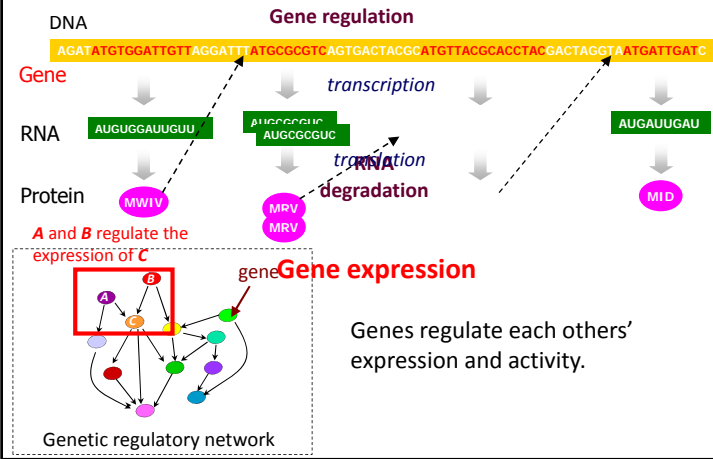 Gene regulation
DNA
AGATATGTGGATTGTTAGGATTTATGCGCGTCAGTGACTACGCATGTTACGCACCTACGACTAGGTAATGATTGATC
Gene
transcription
RNA
AUGUGGAUUGUU
AUGCGCGUC
AUGCGCGUC
AUGAUUGAU
translation
RNA
degradation
Protein
MWIV
MRV
MRV
MID
A and B regulate the
expression of C
gene
Gene expression
B
A
C
Genes regulate each others'
expression and activity.
Genetic regulatory network